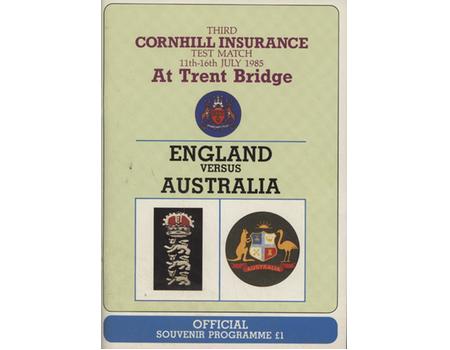 THIRD
CORNHILL INSURANCE
TEST MATCH
11th-16th JULY 1985
At Trent Bridge
ENGLAND
VERSUS
AUSTRALIA
AUSTRALIA
OFFICIAL
SOUVENIR PROGRAMME £1